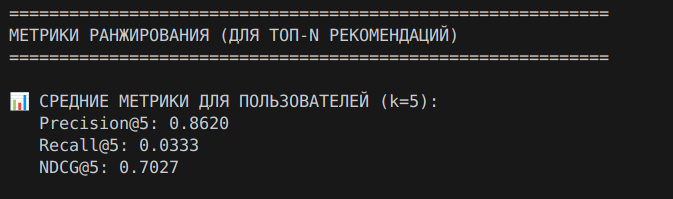 ============================================================
МЕТРИКИ РАНЖИРОВАНИЯ (ДЛЯ ТОП-N РЕКОМЕНДАЦИЙ)
============================================================
📊 СРЕДНИЕ МЕТРИКИ ДЛЯ ПОЛЬЗОВАТЕЛЕЙ (k=5):
Precision@5: 0.8620
Recall@5: 0.0333
NDCG@5: 0.7027